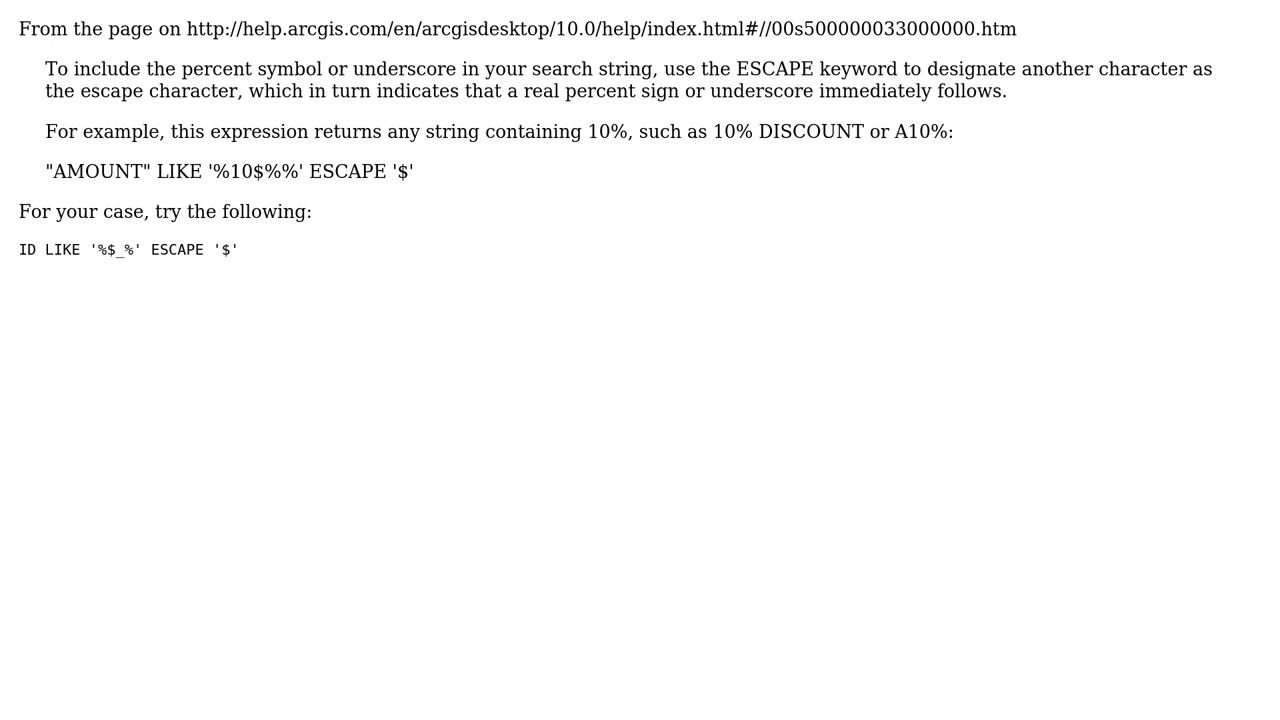 From the page on http://help.arcgis.com/en/arcgisdesktop/10.0/help/index.html#//00s500000033000000.htm
To include the percent symbol or underscore in your search string, use the ESCAPE keyword to designate another character as
the escape character, which in turn indicates that a real percent sign or underscore immediately follows.
For example, this expression returns any string containing 10%, such as 10% DISCOUNT or A10%:
"AMOUNT" LIKE '%10$%%' ESCAPE '$'
For your case, try the following:
ID LIKE '%$_%' ESCAPE '$'